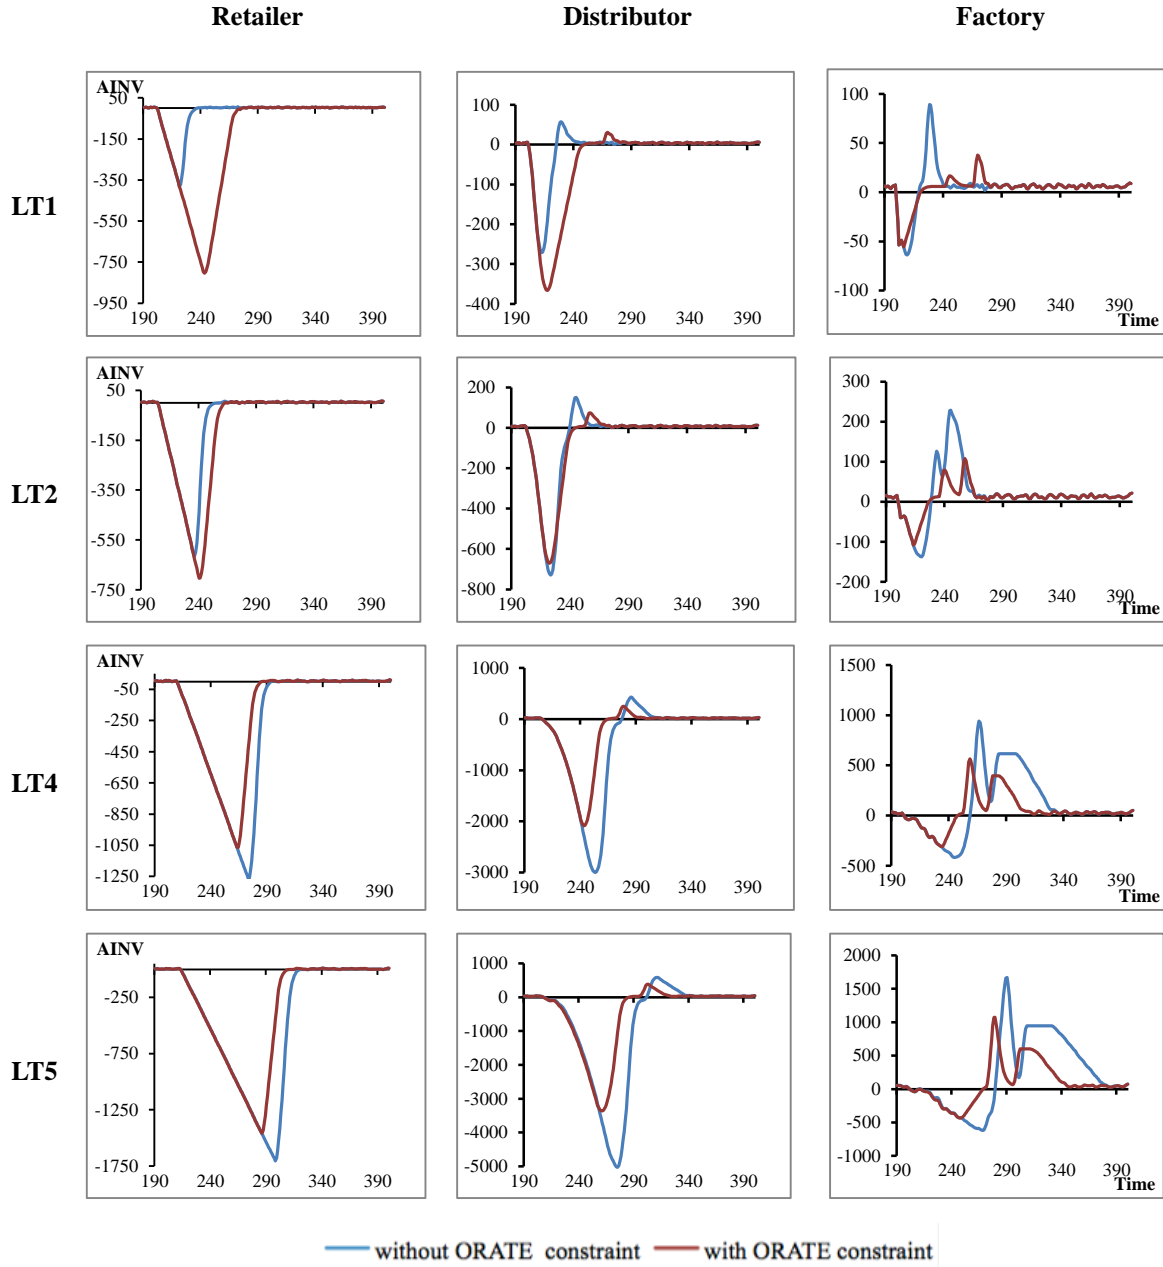 Retailer Distributor Factory
LT1
AINV
50
-150
-350
-550
-750
-950
190 240 290 340 390
100
0
-100
-200
-300
-400
190 240 290 340 390
100
50
0
-50
-100
190 240 290 340 390
Time
LT2
AINV
50
-150
-350
-550
-750
190 240 290 340 390
200
0
-200
-400
-600
-800
190 240 290 340 390
300
200
100
0
-100
-200
190 240 290 340 390
Time
LT4
AINV
-50
-250
-450
-650
-850
-1050
-1250
190 240 290 340 390
1000
0
-1000
-2000
-3000
190 240 290 340 390
1500
1000
500
0
-500
190 240 290 340 390
LT5
AINV
-250
-750
-1250
-1750
190 240 290 340 390
1000
0
-1000
-2000
-3000
-4000
-5000
190 240 290 340 390
2000
1500
1000
500
0
-500
-1000
190 240 290 340 390
Time
without ORATE constraint with ORATE constraint